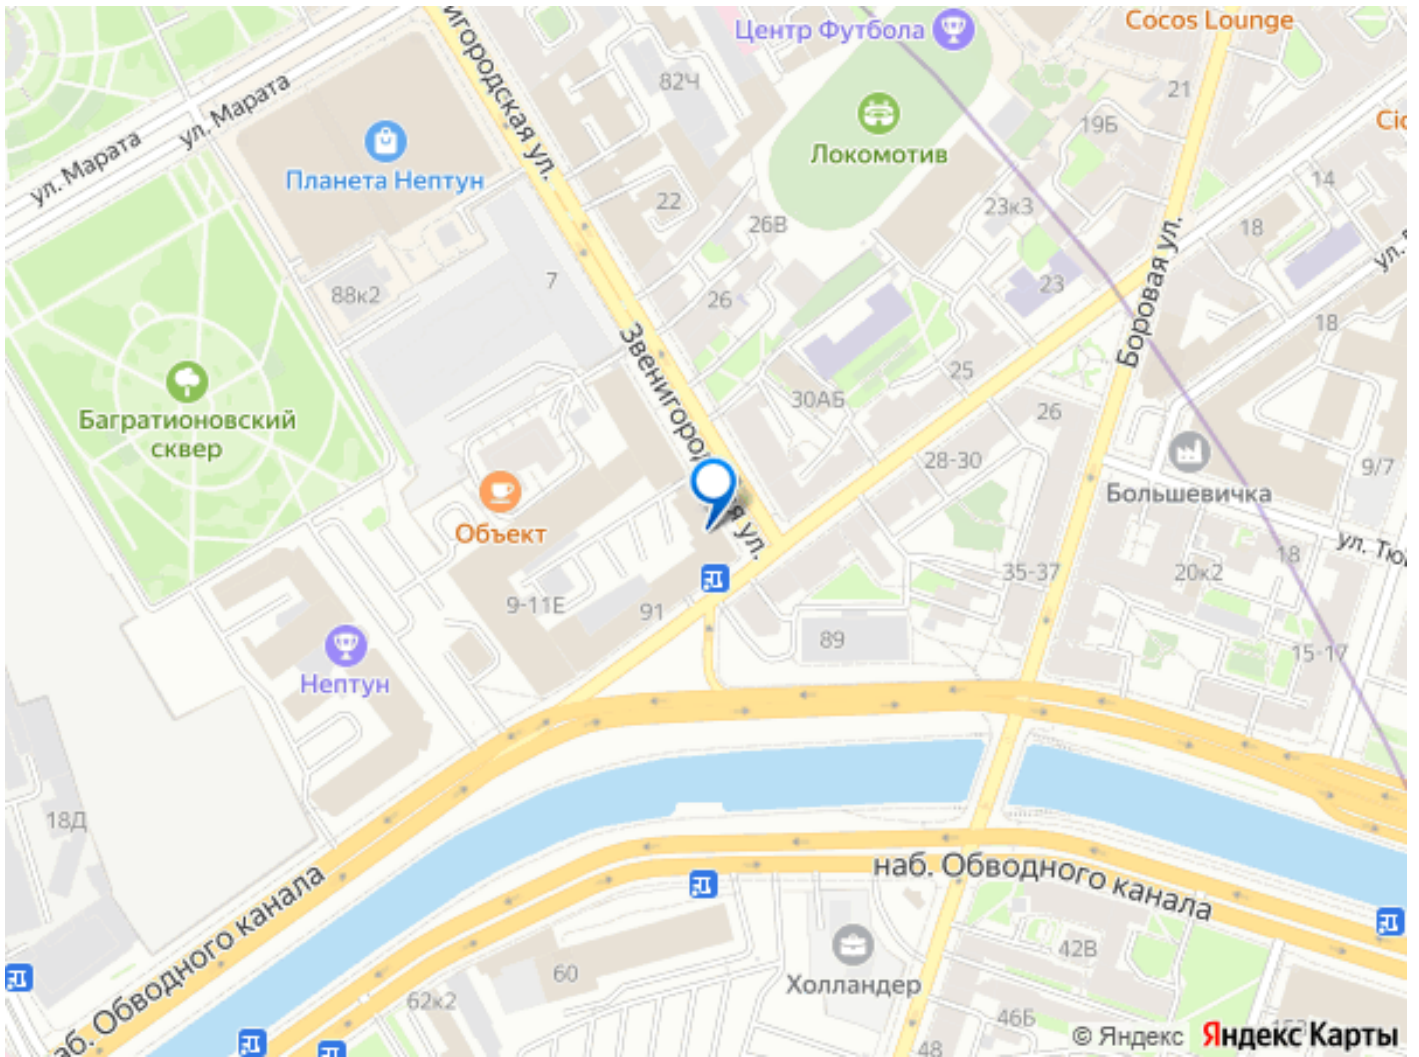 Центр Футбола
Cocos Lounge
ул. Марата
ул. Марата
82Ч
21
19Б
Локомотив
Планета Нептун
22
26В
23к3
14
18
Боровая ул.
88к2
7
26
23
18
Звенигородская ул.
Багратионовский
сквер
25
30АБ
26
28-30
9/7
Большевичка
Объект
18
20к2
35-37
9-11Е
91
89
15-17
Нептун
18Д
наб. Обводного канала
наб. Обводного канала
42В
60
62к2
Холландер
46Б
48
© Яндекс
Яндекс Карты